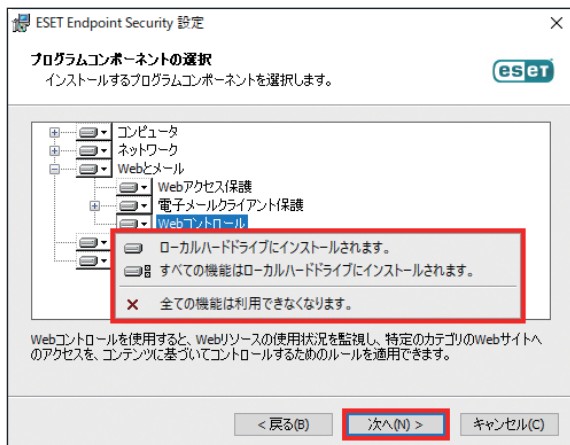 ESET Endpoint Security 設定
プログラムコンポーネントの選択
インストールするプログラムコンポーネントを選択します。
eseT
コンピュータ
ネットワーク
Webとメール
Webアクセス保護
電子メールクライアント保護
Webコントロール
ローカルハードドライブにインストールされます。
すべての機能はローカルハードドライブにインストールされます。
全ての機能は利用できなくなります。
Webコントロールを使用すると、Webリソースの使用状況を監視し、特定のカテゴリのWebサイトへ
のアクセスを、コンテンツに基づいてコントロールするためのルールを適用できます。
< 戻る(B)
次へ(N) >
キャンセル(C)